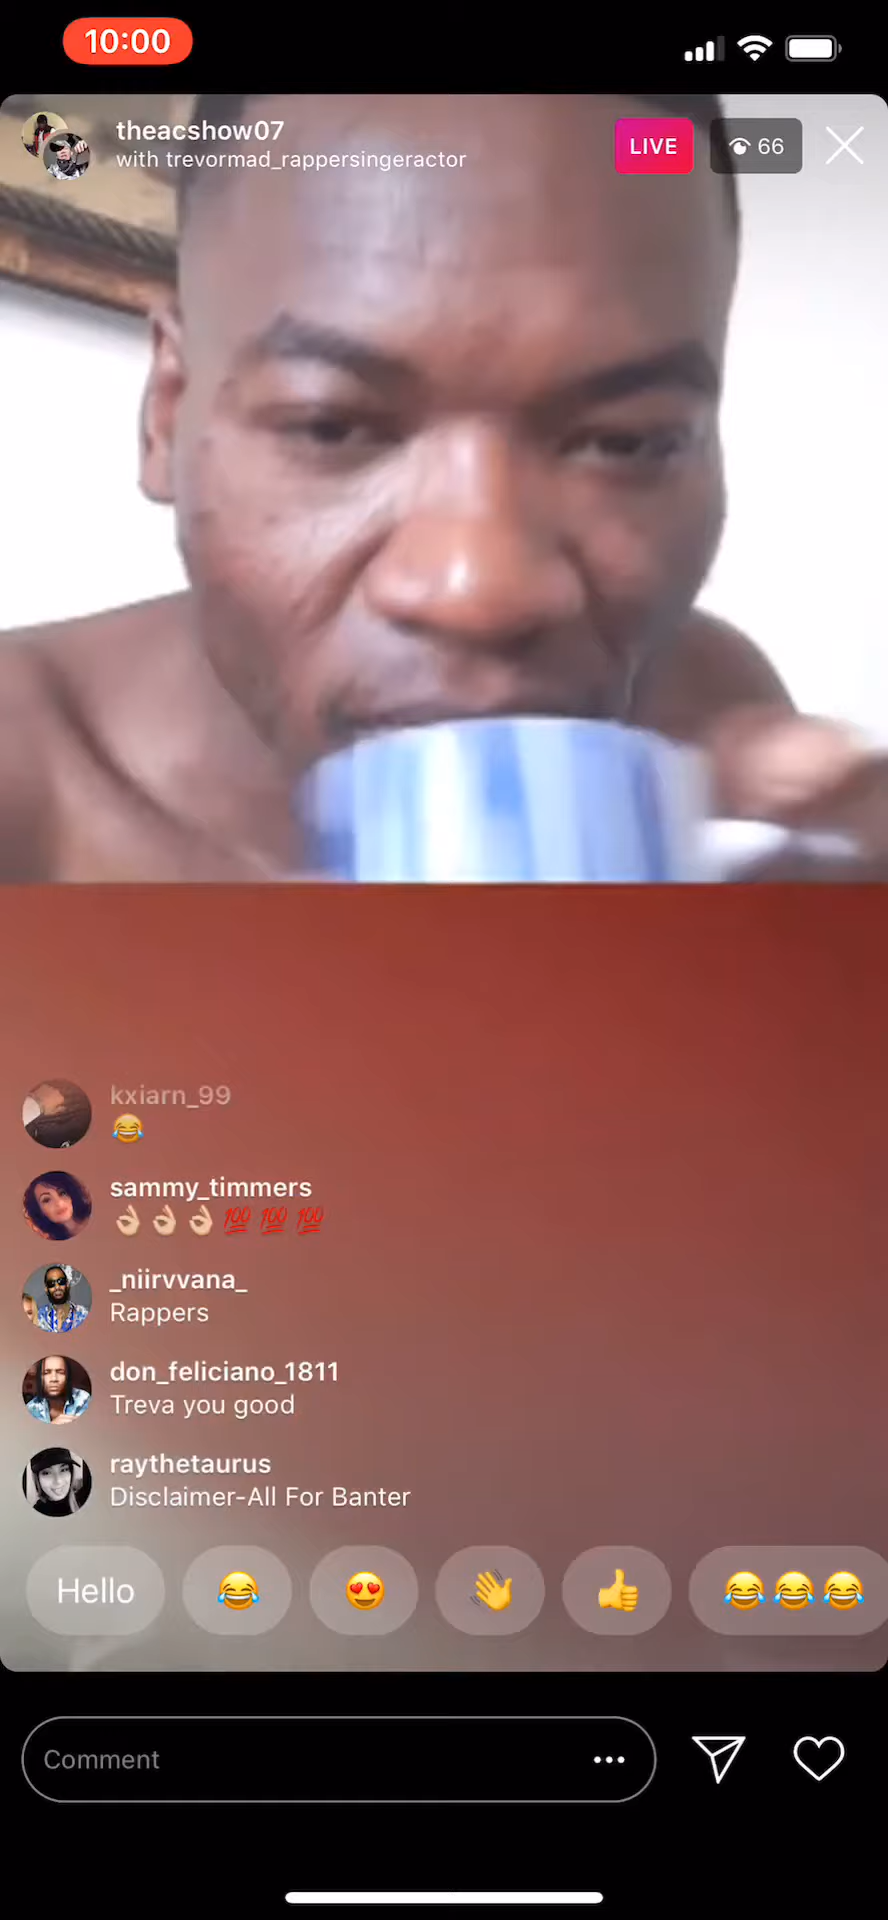 10:00
theacshow07
with trevormad_rappersingeractor
LIVE
66
kxiarn_99
😂
sammy_timmers
👌🏼👌🏼👌🏼💯💯💯
_niirvvana_
Rappers
don_feliciano_1811
Treva you good
raythetaurus
Disclaimer-All For Banter
Hello 😂 😍 👋 👍 😂😂😂
Comment